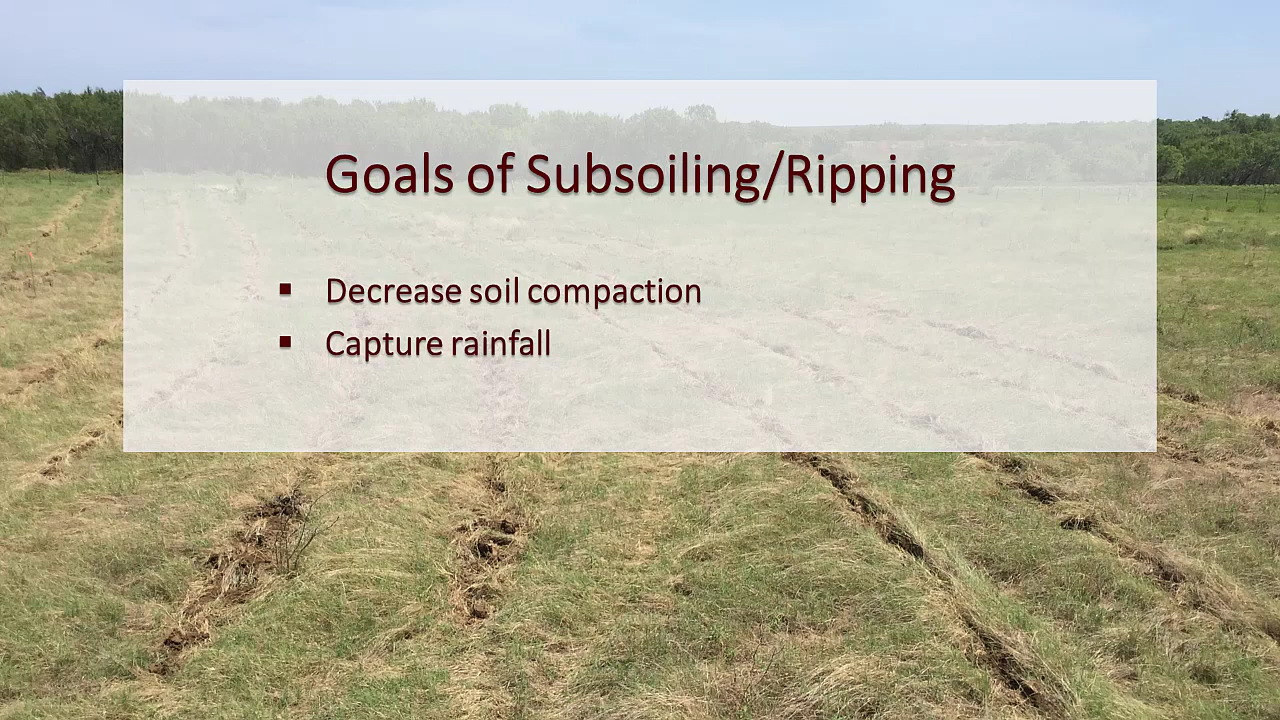 Goals of Subsoiling/Ripping
▪ Decrease soil compaction
▪ Capture rainfall